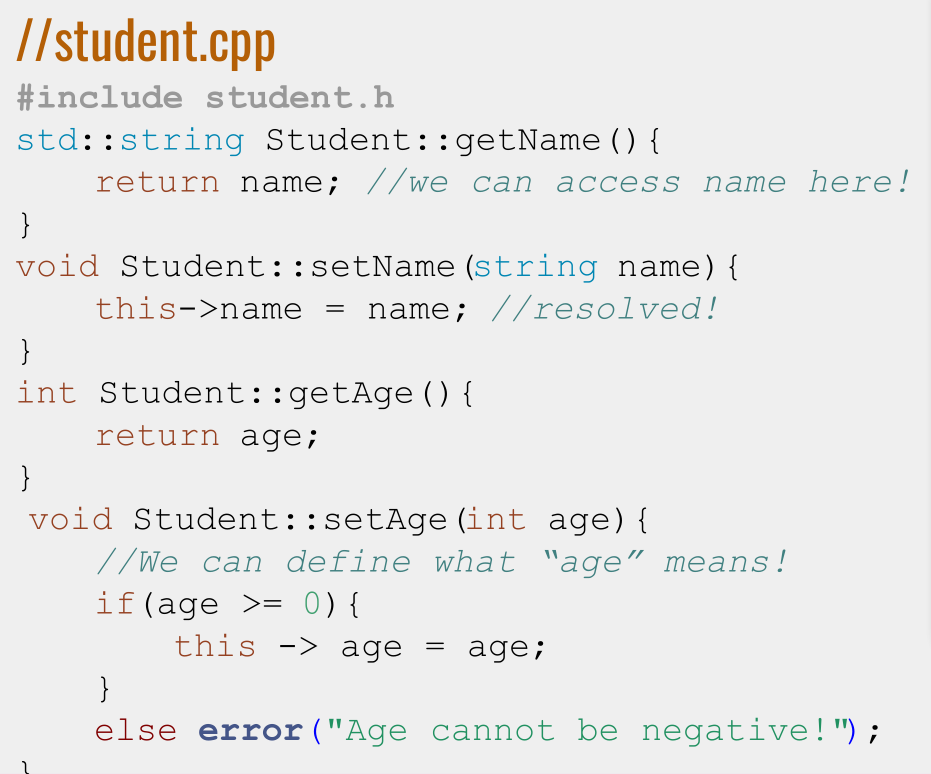 //student.cpp
#include student.h
std::string Student::getName(){
    return name; //we can access name here!
}
void Student::setName(string name){
    this->name = name; //resolved!
}
int Student::getAge(){
    return age;
}
void Student::setAge(int age){
    //We can define what “age” means!
    if(age >= 0){
        this -> age = age;
    }
    else error("Age cannot be negative!");
}